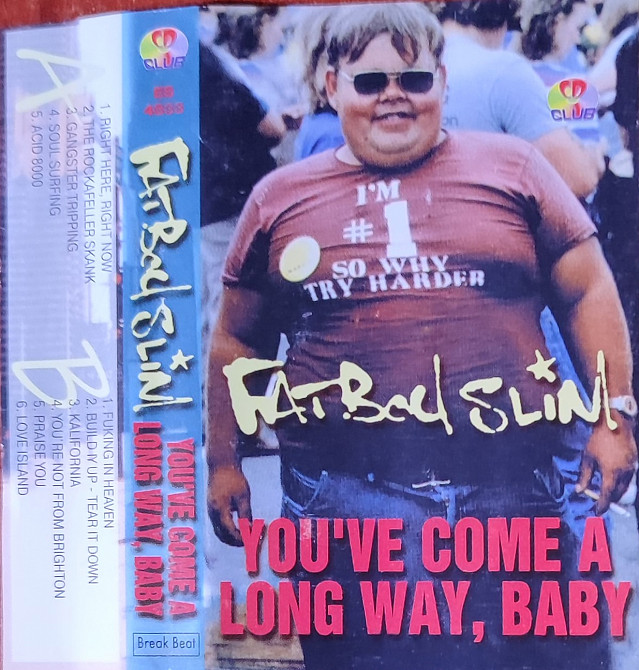 A
1. RIGHT HERE, RIGHT NOW
2. THE ROCKAFELLER SKANK
3. GANGSTER TRIPPING
4. SOUL SURFING
5. ACID 8000
B
1. FUKING IN HEAVEN
2. BUILD IY UP - TEAR IT DOWN
3. KALIFORNIA
4. YOU'RE NOT FROM BRIGHTON
5. PRAISE YOU
6. LOVE ISLAND
CLUB
FATBOY SLIM
YOU'VE COME A
LONG WAY, BABY
Break Beat
CLUB
I'M
#1
SO WHY
TRY HARDER
FATBOY SLIM
YOU'VE COME A
LONG WAY, BABY